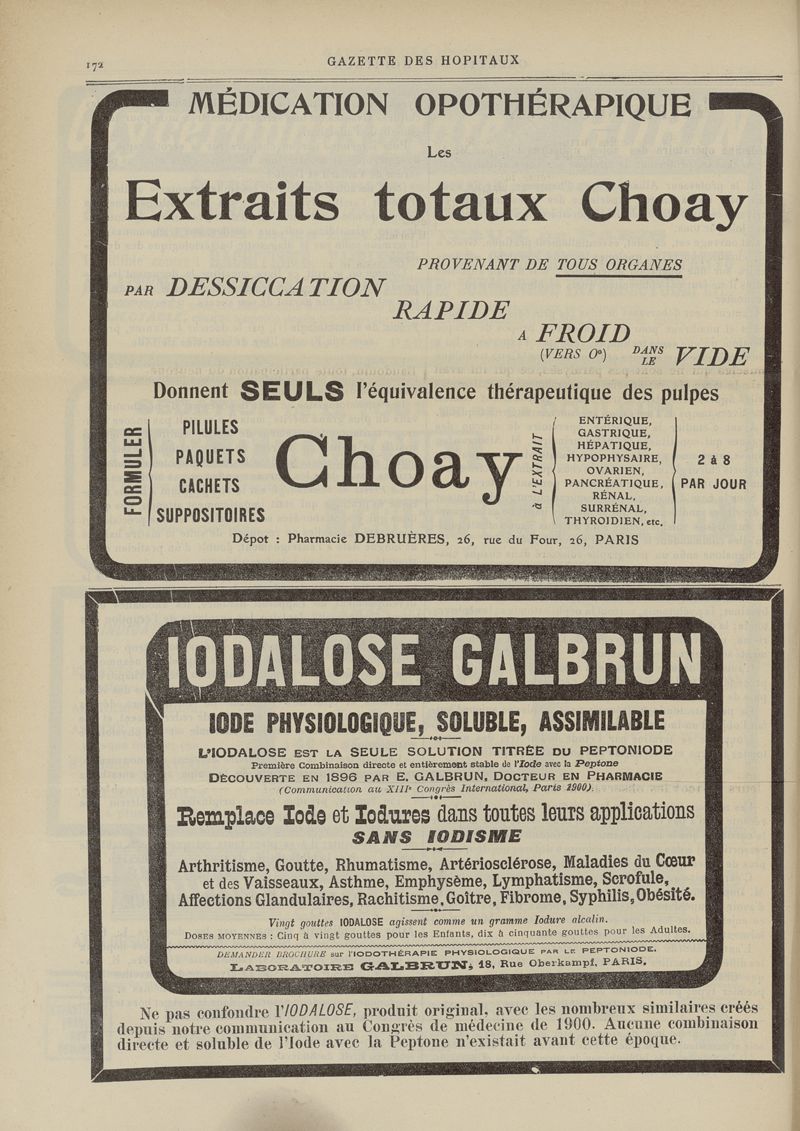 172
GAZETTE DES HOPITAUX
MÉDICATION OPOTHÉRAPIQUE
Les
Extraits totaux Choay
PROVENANT DE TOUS ORGANES
PAR DESSICCATION
RAPIDE
A FROID
(VERS 0°) DANS LE VIDE
Donnent SEULS l'équivalence thérapeutique des pulpes
FORMULER
PILULES
PAQUETS
CACHETS
SUPPOSITOIRES
Choay
à L'EXTRAIT
ENTÉRIQUE,
GASTRIQUE,
HÉPATIQUE,
HYPOPHYSAIRE,
OVARIEN,
PANCRÉATIQUE,
RÉNAL,
SURRÉNAL,
THYROIDIEN, etc.
2 à 8
PAR JOUR
Dépot : Pharmacie DEBRUÈRES, 26, rue du Four, 26, PARIS
IODALOSE GALBRUN
IODE PHYSIOLOGIQUE, SOLUBLE, ASSIMILABLE
L'IODALOSE EST LA SEULE SOLUTION TITRÉE DU PEPTONIODE
Première Combinaison directe et entièrement stable de l'Iode avec la Peptone
DÉCOUVERTE EN 1896 PAR E. GALBRUN, DOCTEUR EN PHARMACIE
(Communication au XIIIe Congrès International, Paris 1900).
Remplace Iode et Iodures dans toutes leurs applications
SANS IODISME
Arthritisme, Goutte, Rhumatisme, Artériosclérose, Maladies du Cœur
et des Vaisseaux, Asthme, Emphysème, Lymphatisme, Scrofule,
Affections Glandulaires, Rachitisme, Goître, Fibrome, Syphilis, Obésité.
Vingt gouttes IODALOSE agissent comme un gramme Iodure alcalin.
DOSES MOYENNES : Cinq à vingt gouttes pour les Enfants, dix à cinquante gouttes pour les Adultes.
DEMANDER BROCHURE sur l'IODOTHÉRAPIE PHYSIOLOGIQUE PAR LE PEPTONIODE.
LABORATOIRE GALBRUN, 18, Rue Oberkampf, PARIS.
Ne pas confondre l'IODALOSE, produit original, avec les nombreux similaires créés
depuis notre communication au Congrès de médecine de 1900. Aucune combinaison
directe et soluble de l'Iode avec la Peptone n'existait avant cette époque.